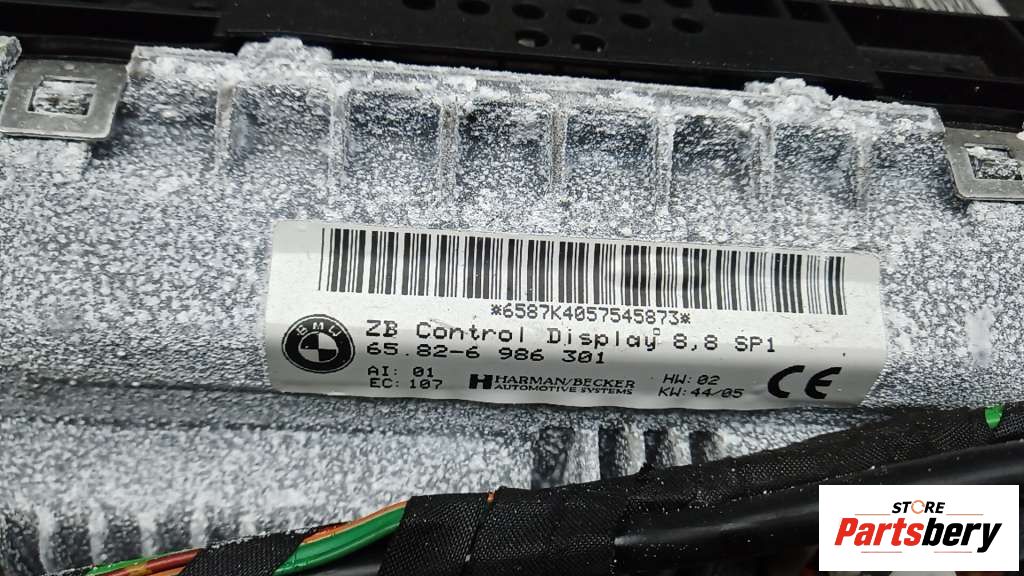 *6587K4057545873*
BMW
ZB Control Display 8,8 SP1
65.82-6 986 301
AI: 01
EC: 107
HARMAN/BECKER
AUTOMOTIVE SYSTEMS
HW: 02
KW: 44/05
CE
STORE
Partsbery